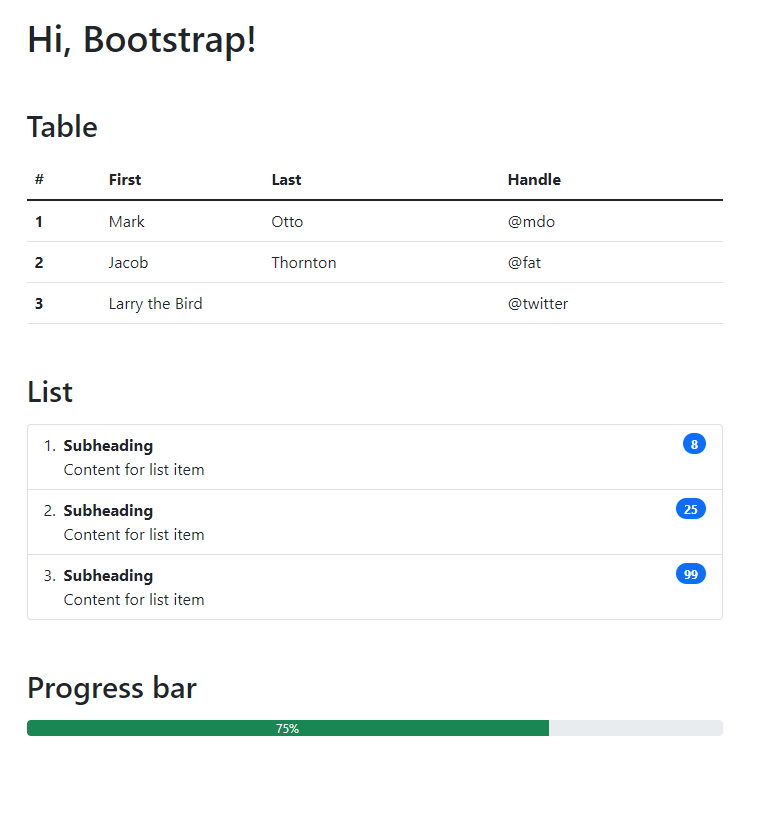 Hi, Bootstrap!
Table
# First Last Handle
1 Mark Otto @mdo
2 Jacob Thornton @fat
3 Larry the Bird @twitter
List
1. Subheading 8
Content for list item
2. Subheading 25
Content for list item
3. Subheading 99
Content for list item
Progress bar
75%